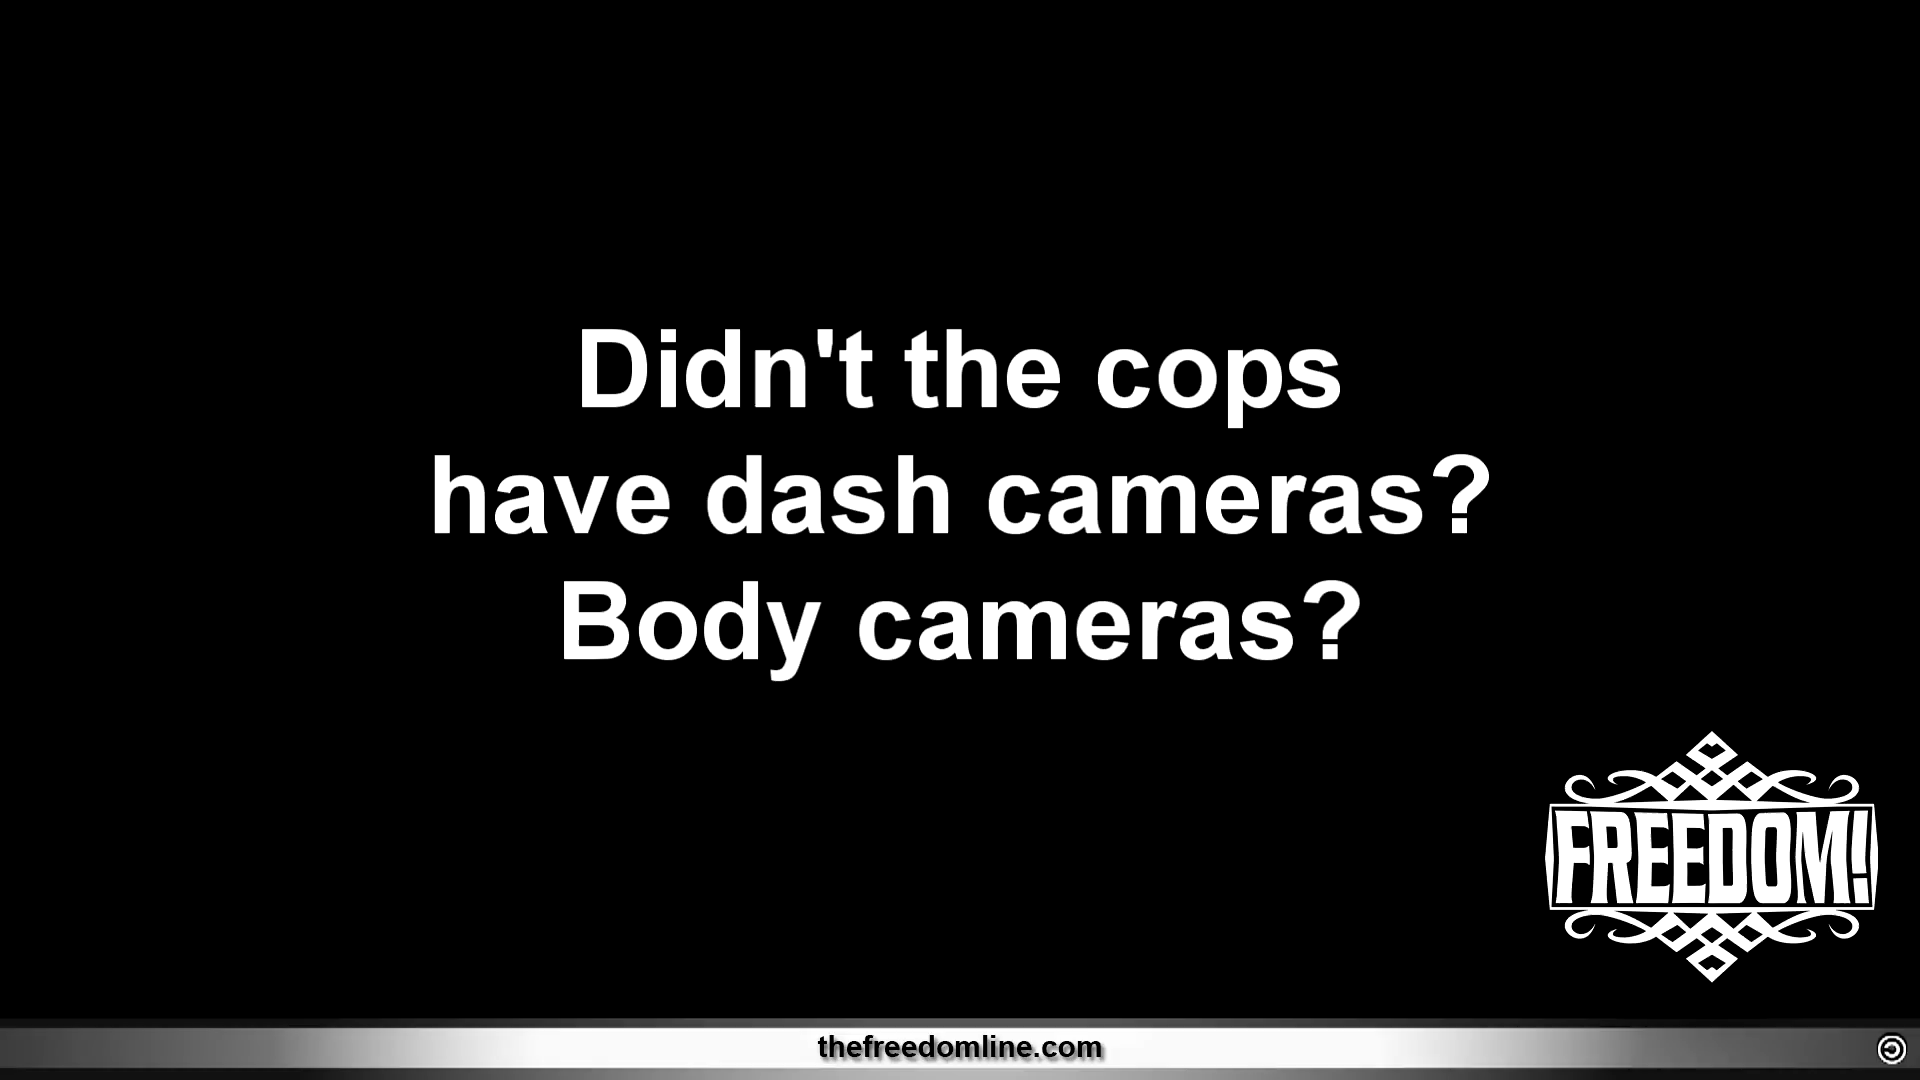 Didn't the cops
have dash cameras?
Body cameras?
FREEDOM!
thefreedomline.com